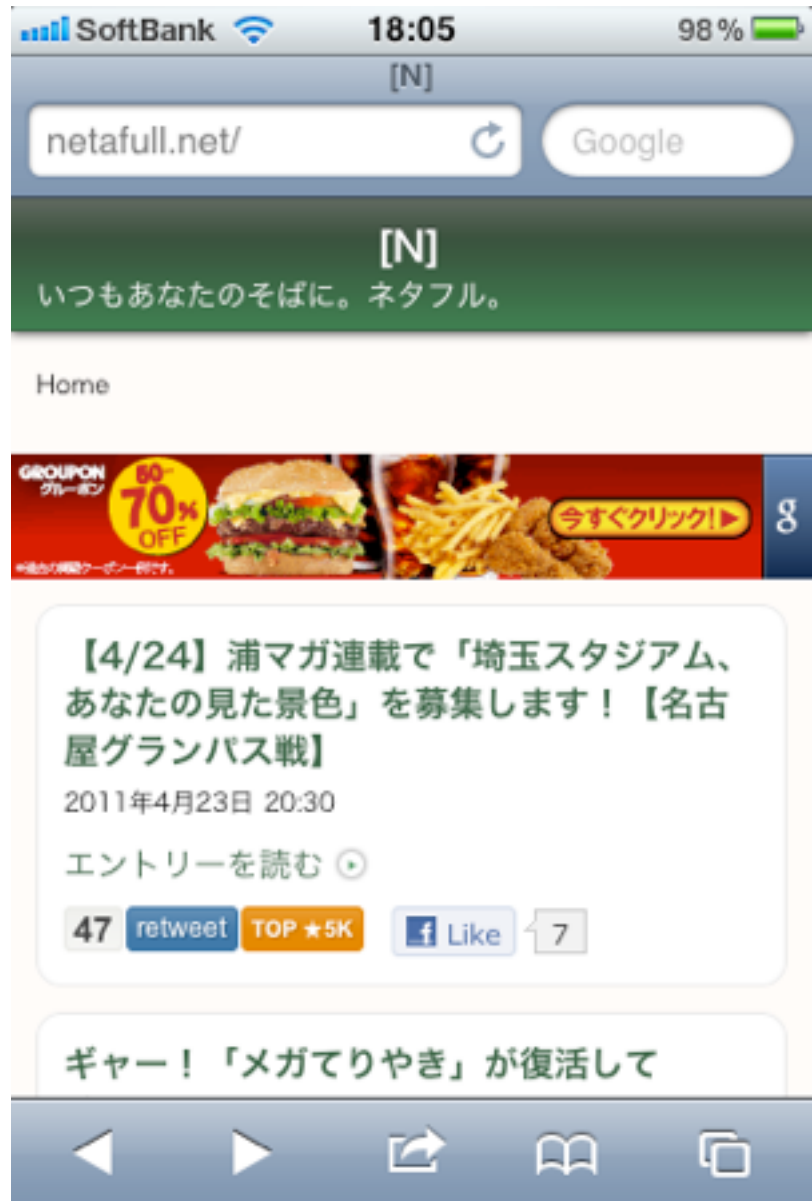 SoftBank 18:05 98%
[N]
netafull.net/ Google
[N]
いつもあなたのそばに。ネタフル。
Home
GROUPON
グルーポン
50-
70%
OFF
今すぐクリック!
g
【4/24】浦マガ連載で「埼玉スタジアム、
あなたの見た景色」を募集します！【名古
屋グランパス戦】
2011年4月23日 20:30
エントリーを読む
47 retweet TOP ★5K f Like 7
ギャー！「メガてりやき」が復活して